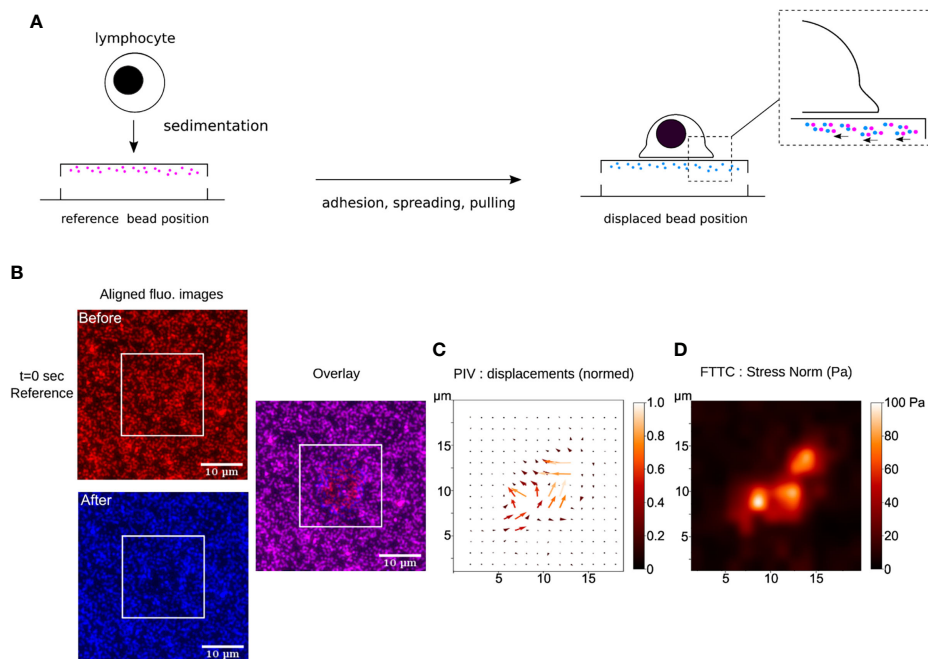 A
lymphocyte
sedimentation
reference bead position
adhesion, spreading, pulling
displaced bead position
B
Aligned fluo. images
Before
t=0 sec
Reference
10 µm
After
10 µm
Overlay
10 µm
C
PIV : displacements (normed)
µm
15
10
5
5 10 15
1.0
0.8
0.6
0.4
0.2
0
D
FTTC : Stress Norm (Pa)
µm
15
10
5
5 10 15
100 Pa
80
60
40
20
0